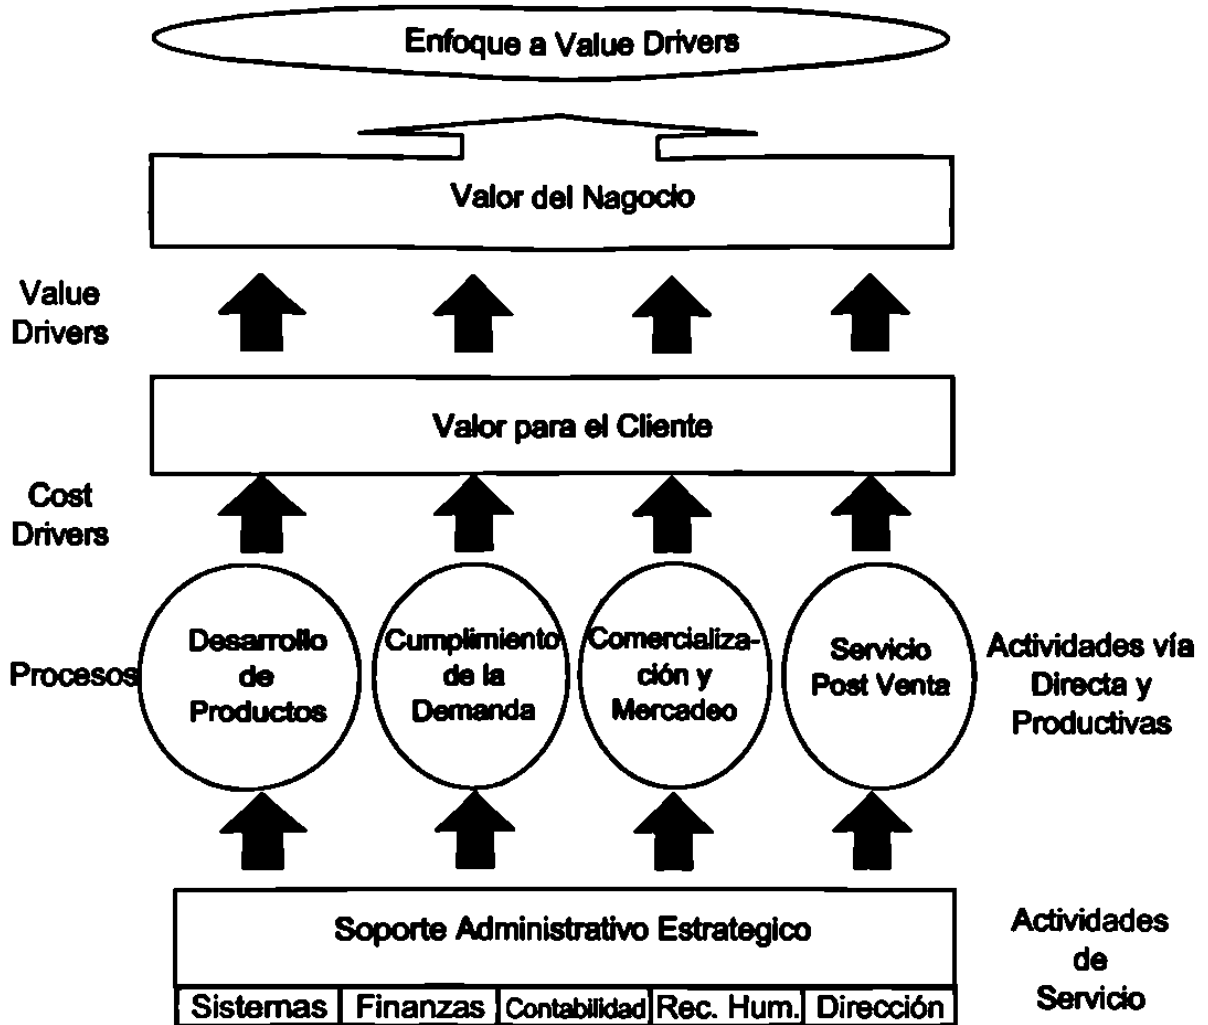 Enfoque a Value Drivers
Valor del Nagocio
Value
Drivers
Valor para el Cliente
Cost
Drivers
Procesos
Desarrollo
de
Productos
Cumplimiento
de la
Demanda
Comercializa-
ción y
Mercadeo
Servicio
Post Venta
Actividades vía
Directa y
Productivas
Soporte Administrativo Estrategico
Actividades
de
Servicio
Sistemas
Finanzas
Contabilidad
Rec. Hum.
Dirección